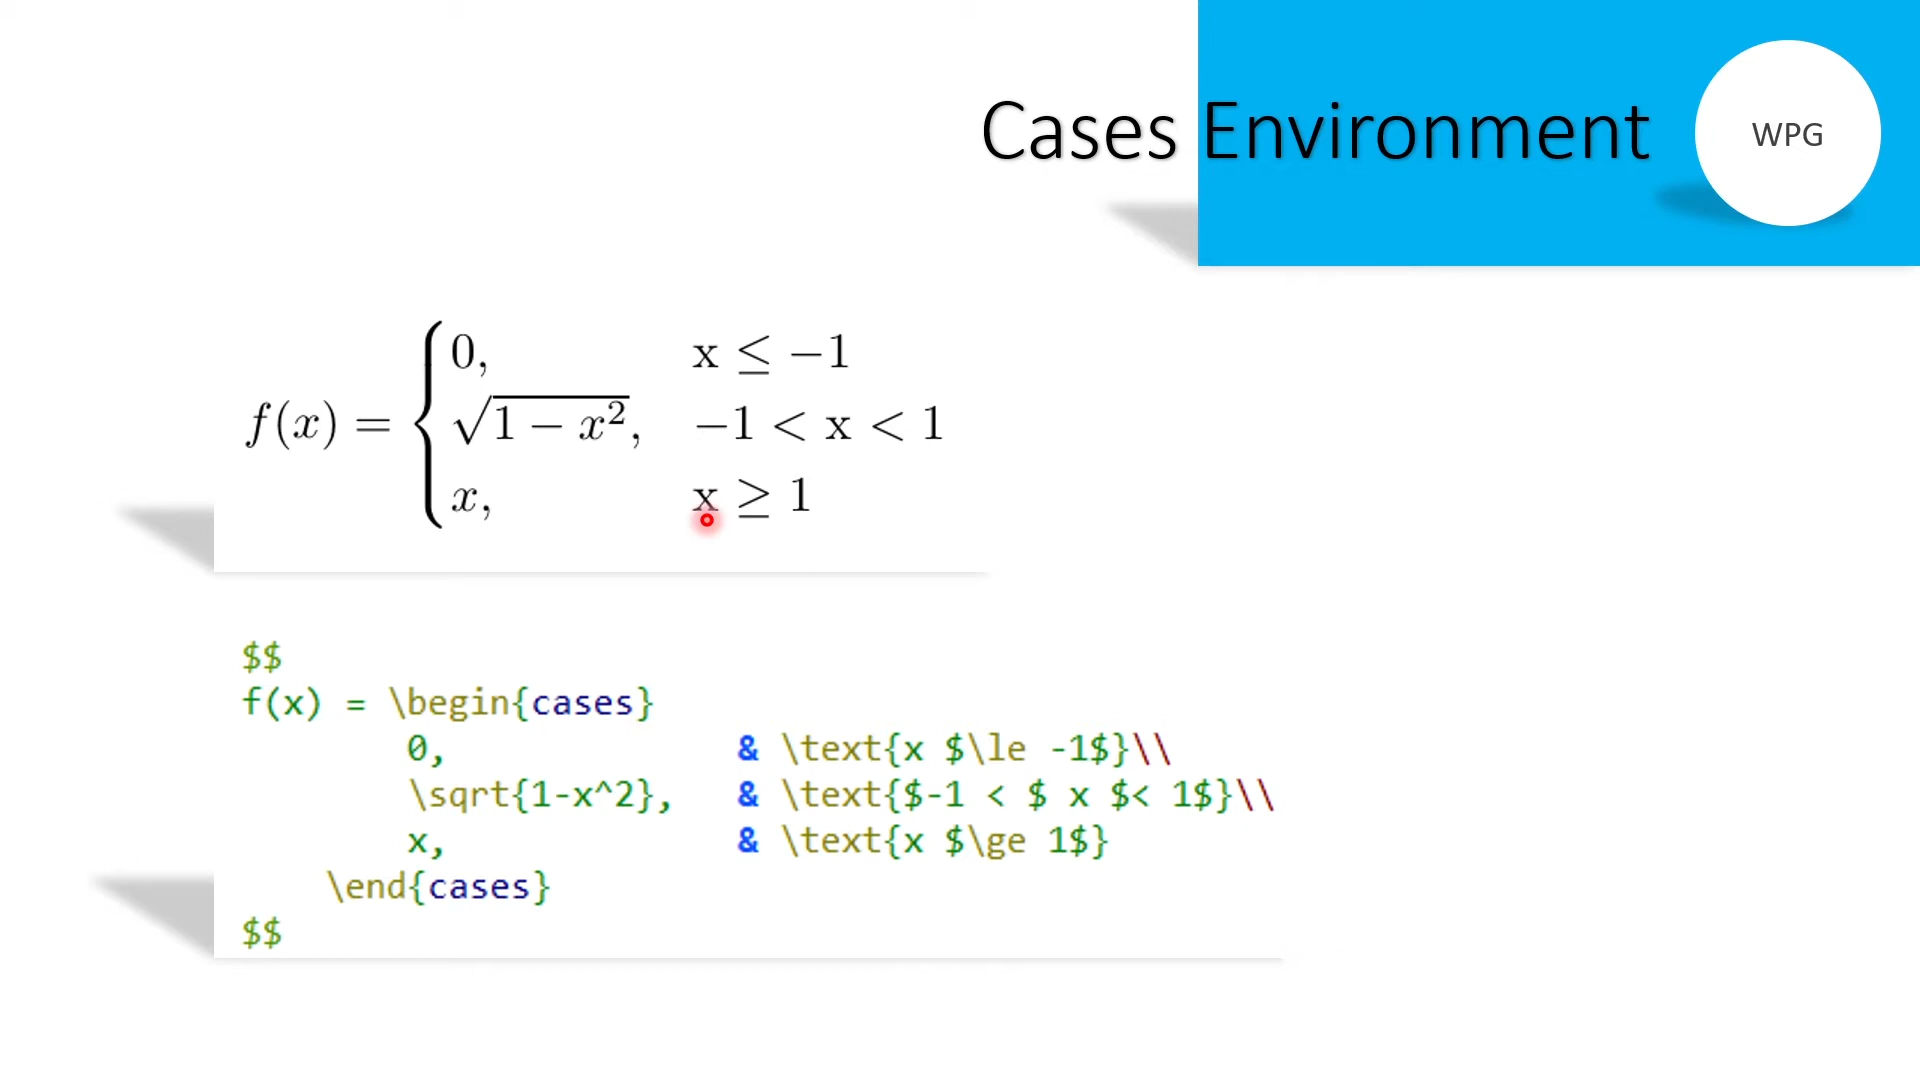 Cases Environment
WPG
f(x) = { 0, x ≤ −1
√1 − x², −1 < x < 1
x, x ≥ 1
$$
f(x) = \begin{cases}
0, & \text{x $\le -1$}\\
\sqrt{1-x^2}, & \text{$-1 < $ x $< 1$}\\
x, & \text{x $\ge 1$}
\end{cases}
$$